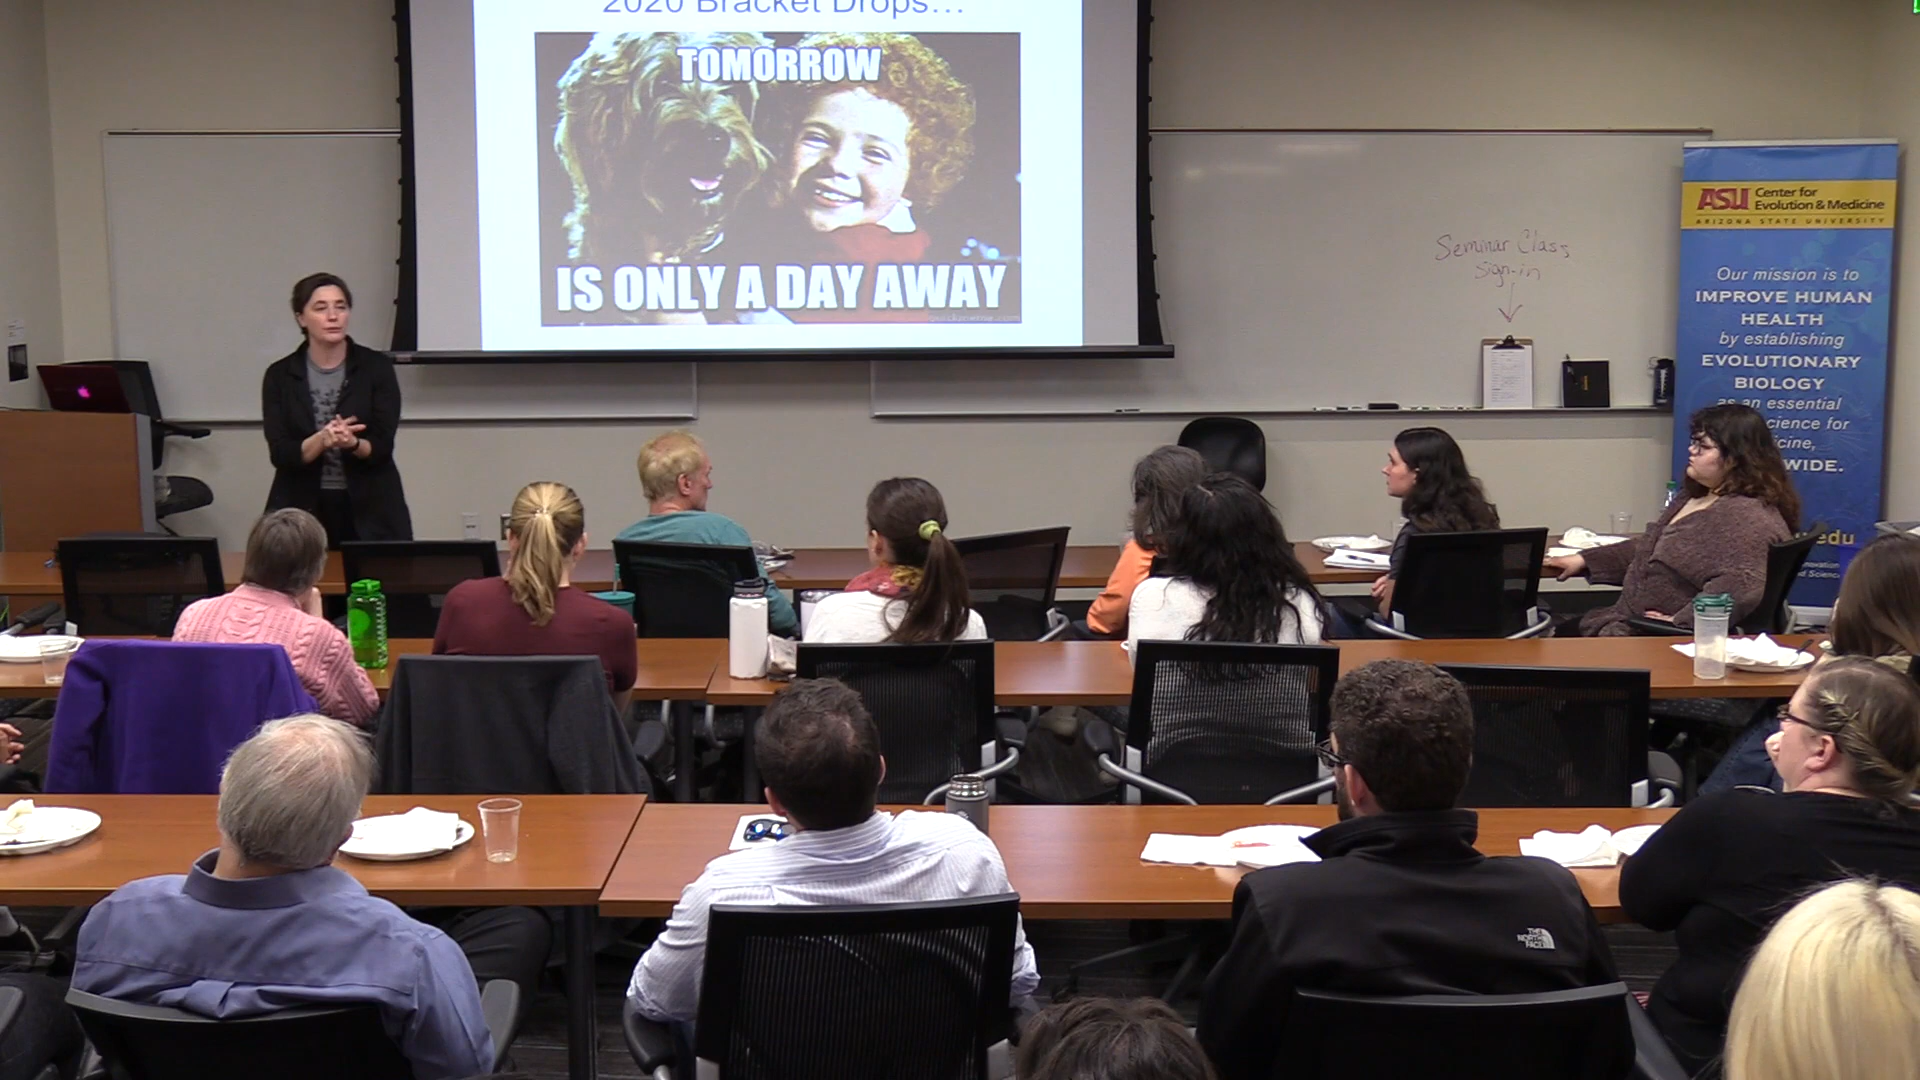 2020 Bracket Drops...
TOMORROW
IS ONLY A DAY AWAY
Seminar Class
sign-in
ASU Center for
Evolution & Medicine
ARIZONA STATE UNIVERSITY
Our mission is to
IMPROVE HUMAN
HEALTH
by establishing
EVOLUTIONARY
BIOLOGY
as an essential
science for
WIDE.
THE
NORTH
FACE